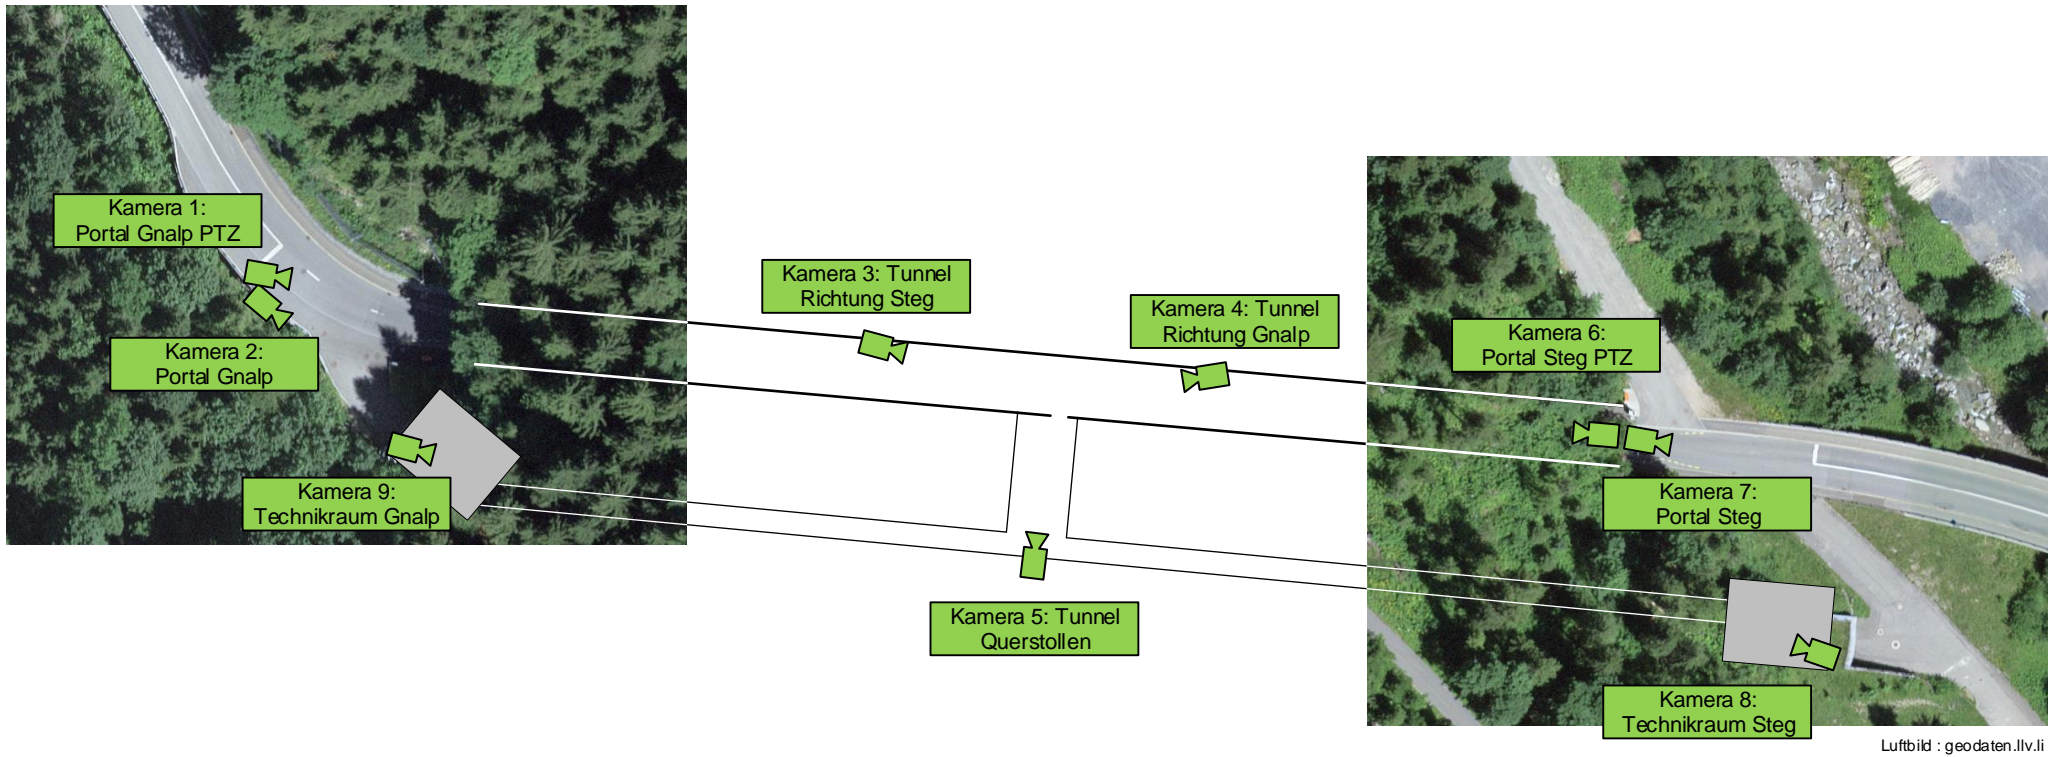 Kamera 1:
Portal Gnalp PTZ
Kamera 2:
Portal Gnalp
Kamera 9:
Technikraum Gnalp
Kamera 3: Tunnel
Richtung Steg
Kamera 4: Tunnel
Richtung Gnalp
Kamera 5: Tunnel
Querstollen
Kamera 6:
Portal Steg PTZ
Kamera 7:
Portal Steg
Kamera 8:
Technikraum Steg
Luftbild : geodaten.llv.li